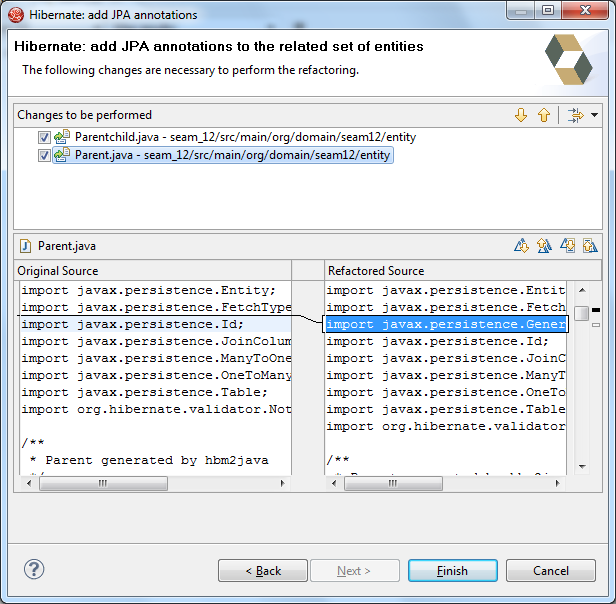 Hibernate: add JPA annotations
Hibernate: add JPA annotations to the related set of entities
The following changes are necessary to perform the refactoring.
Changes to be performed
Parentchild.java - seam_12/src/main/org/domain/seam12/entity
Parent.java - seam_12/src/main/org/domain/seam12/entity
Parent.java
Original Source
import javax.persistence.Entity;
import javax.persistence.FetchType
import javax.persistence.Id;
import javax.persistence.JoinColum
import javax.persistence.ManyToOne
import javax.persistence.OneToMany
import javax.persistence.Table;
import org.hibernate.validator.Not
/**
* Parent generated by hbm2java
Refactored Source
import javax.persistence.Entit
import javax.persistence.Fetch
import javax.persistence.Gener
import javax.persistence.Id;
import javax.persistence.JoinC
import javax.persistence.ManyT
import javax.persistence.OneTo
import javax.persistence.Table
import org.hibernate.validator
/**
?
< Back
Next >
Finish
Cancel